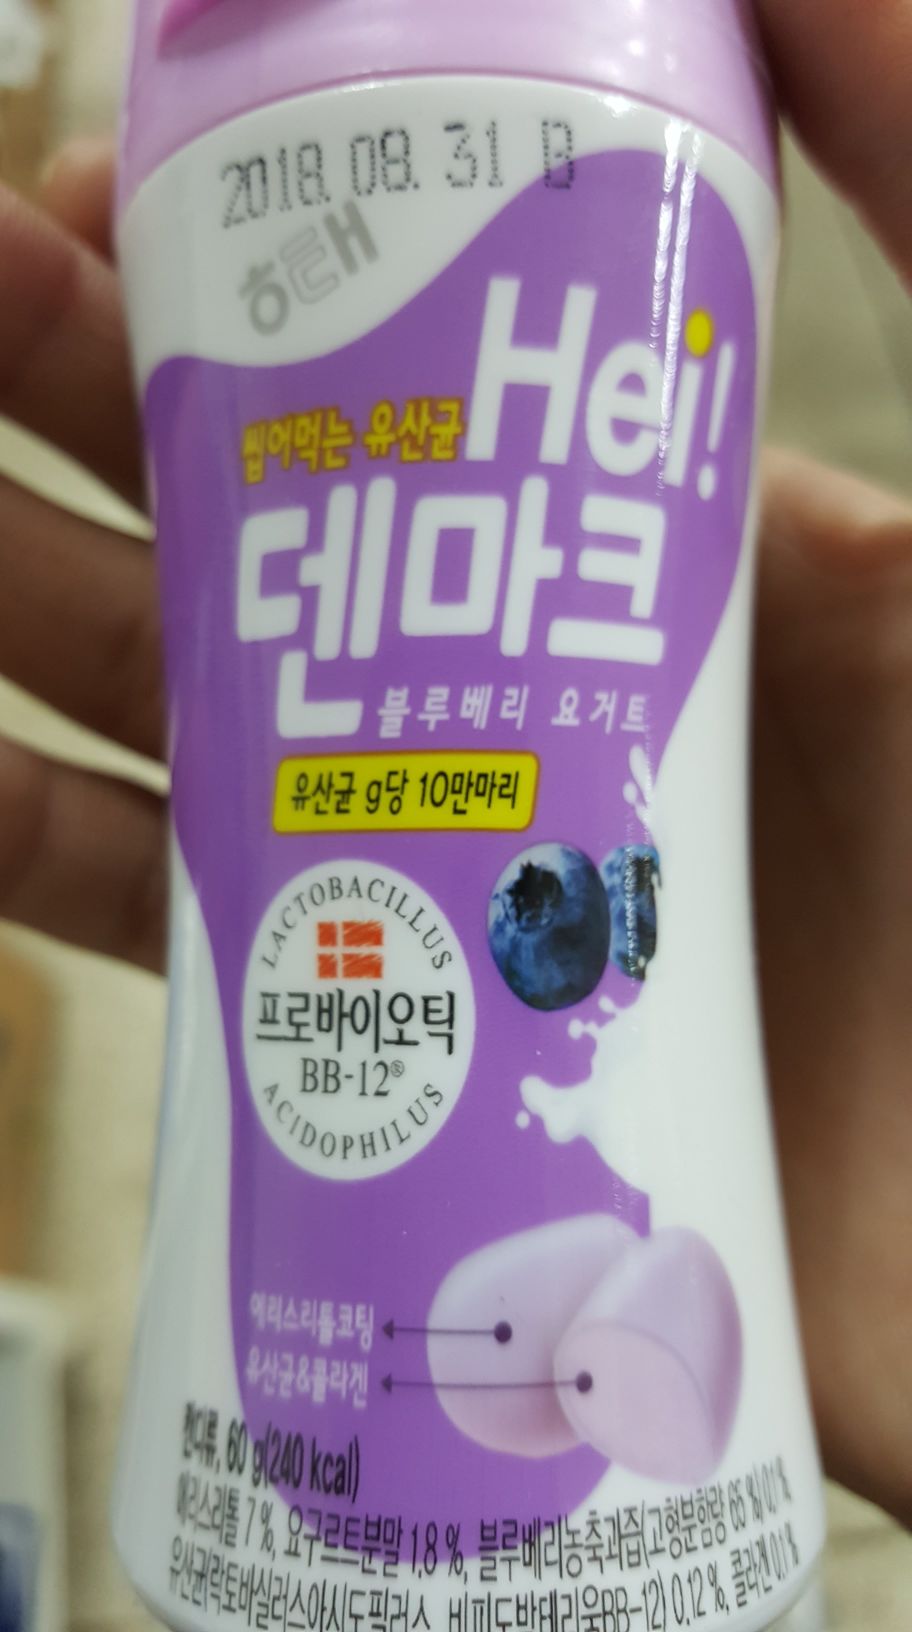 2018. 08. 31 B
해태
Hei!
씹어먹는 유산균
덴마크
블루베리 요거트
유산균 g당 10만마리
LACTOBACILLUS
프로바이오틱
BB-12®
ACIDOPHILUS
에리스리톨코팅
유산균&콜라겐
캔디류, 60 g(240 kcal)
에리스리톨 7 %, 요구르트분말 1.8 %, 블루베리농축과즙(고형분함량 65 %) 0.1 %,
유산균(락토바실러스아시도필러스, 비피도박테리움BB-12) 0.12 %, 콜라겐 0.1 %